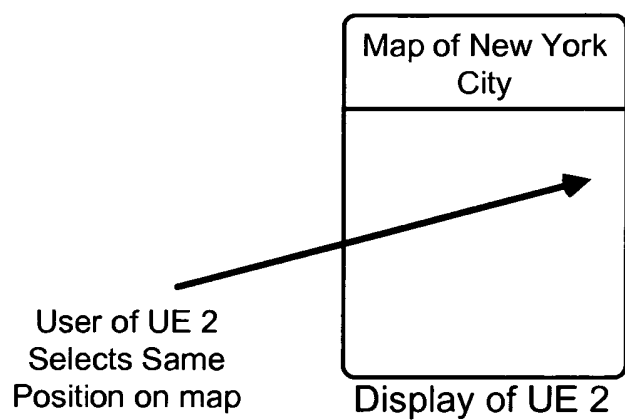 Map of New York
City
User of UE 2
Selects Same
Position on map
Display of UE 2